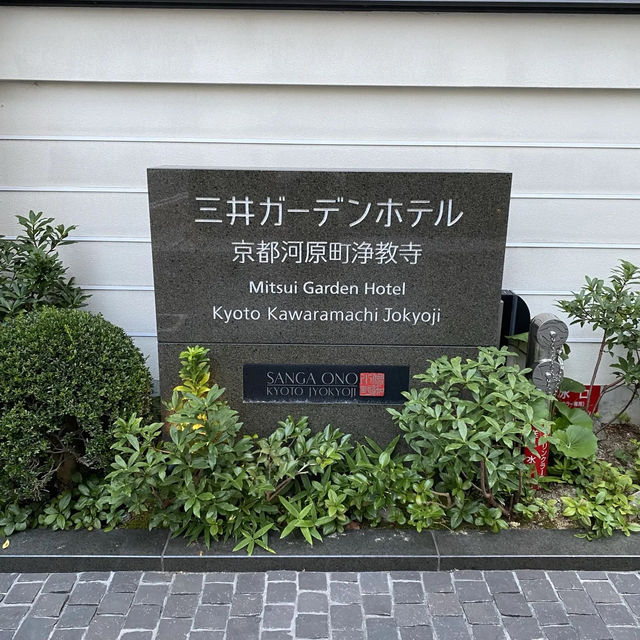 三井ガーデンホテル
京都河原町浄教寺
Mitsui Garden Hotel
Kyoto Kawaramachi Jokyoji
SANGA ONO
KYOTO JYOKYOJI